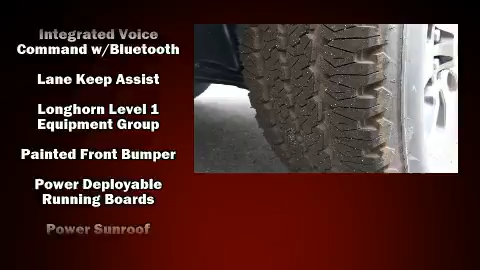 Integrated Voice
Command w/Bluetooth
Lane Keep Assist
Longhorn Level 1
Equipment Group
Painted Front Bumper
Power Deployable
Running Boards
Power Sunroof